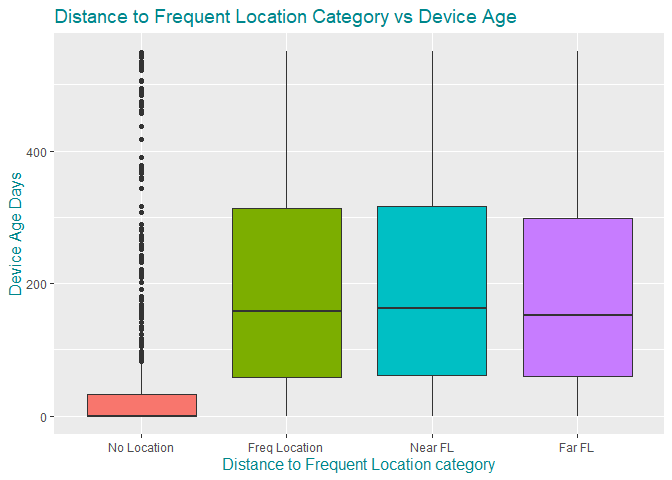 Distance to Frequent Location Category vs Device Age
Device Age Days
400
200
0
No Location Freq Location Near FL Far FL
Distance to Frequent Location category